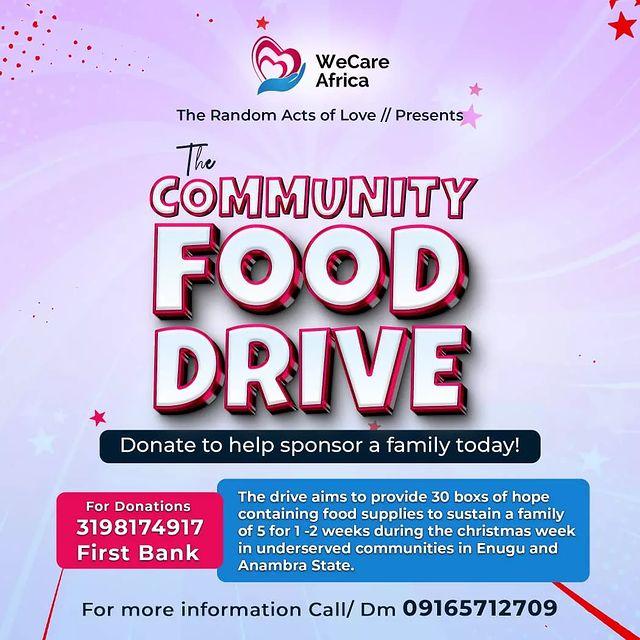 WeCare
Africa
The Random Acts of Love // Presents
The
COMMUNITY
FOOD
DRIVE
Donate to help sponsor a family today!
For Donations
3198174917
First Bank
The drive aims to provide 30 boxs of hope
containing food supplies to sustain a family
of 5 for 1 -2 weeks during the christmas week
in underserved communities in Enugu and
Anambra State.
For more information Call/ Dm 09165712709